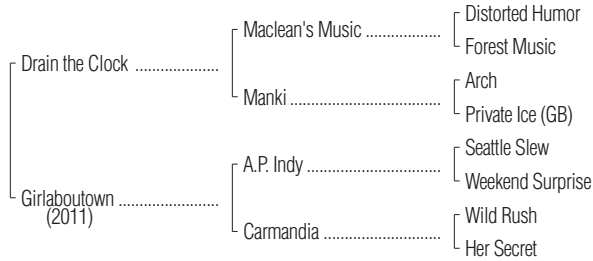 Distorted Humor
Maclean's Music ...................
Forest Music
Drain the Clock .....................
Arch
Manki ......................................
Private Ice (GB)
Seattle Slew
A.P. Indy ..................................
Weekend Surprise
Girlaboutown .........................
(2011)
Wild Rush
Carmandia ..............................
Her Secret